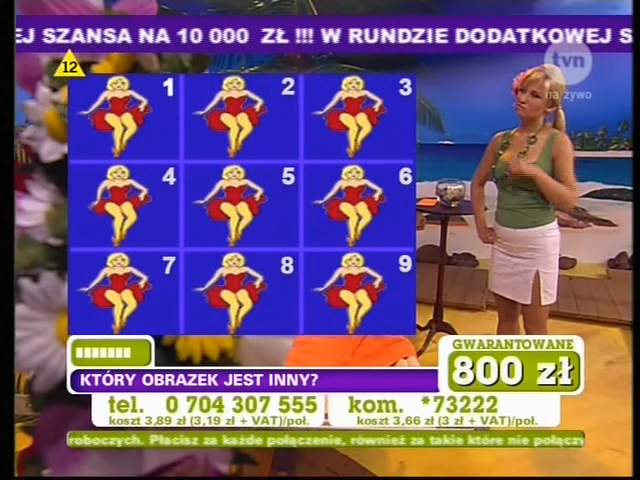 EJ SZANSA NA 10 000 ZŁ !!! W RUNDZIE DODATKOWEJ S
12
tvn
na żywo
1 2 3
4 5 6
7 8 9
GWARANTOWANE
800 zł
KTÓRY OBRAZEK JEST INNY?
tel. 0 704 307 555 kom. *73222
koszt 3,89 zł (3,19 zł + VAT)/poł. koszt 3,66 zł (3 zł + VAT)/poł.
roboczych. Płacisz za każde połączenie, również za takie które nie połączy